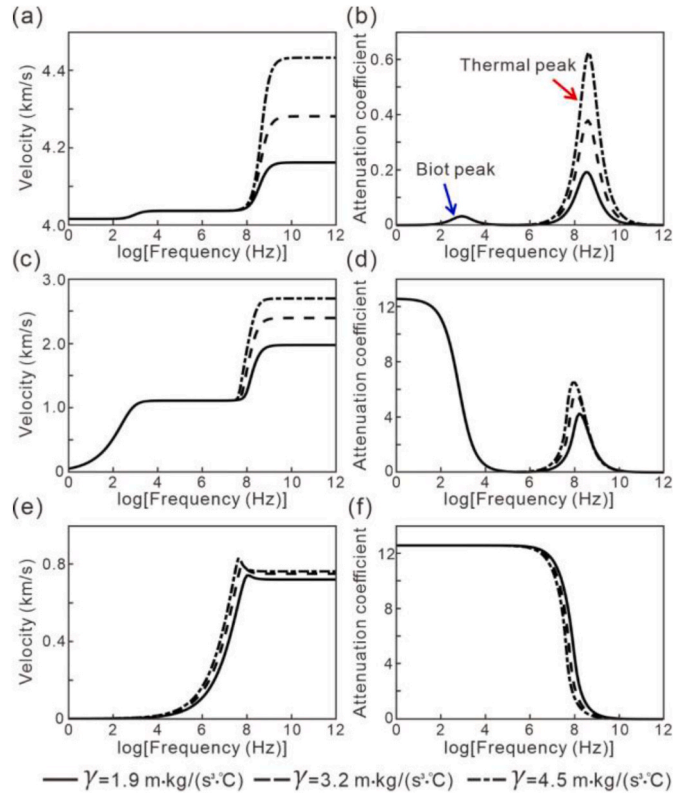 (a)
Velocity (km/s)
4.4
4.2
4.0
0 2 4 6 8 10 12
log[Frequency (Hz)]
(b)
Attenuation coefficient
0.6
0.4
0.2
0
Thermal peak
Biot peak
0 2 4 6 8 10 12
log[Frequency (Hz)]
(c)
Velocity (km/s)
3.0
2.0
1.0
0
0 2 4 6 8 10 12
log[Frequency (Hz)]
(d)
Attenuation coefficient
12
8
4
0
0 2 4 6 8 10 12
log[Frequency (Hz)]
(e)
Velocity (km/s)
0.8
0.4
0
0 2 4 6 8 10 12
log[Frequency (Hz)]
(f)
Attenuation coefficient
12
8
4
0
0 2 4 6 8 10 12
log[Frequency (Hz)]
γ=1.9 m·kg/(s³·℃) γ=3.2 m·kg/(s³·℃) γ=4.5 m·kg/(s³·℃)